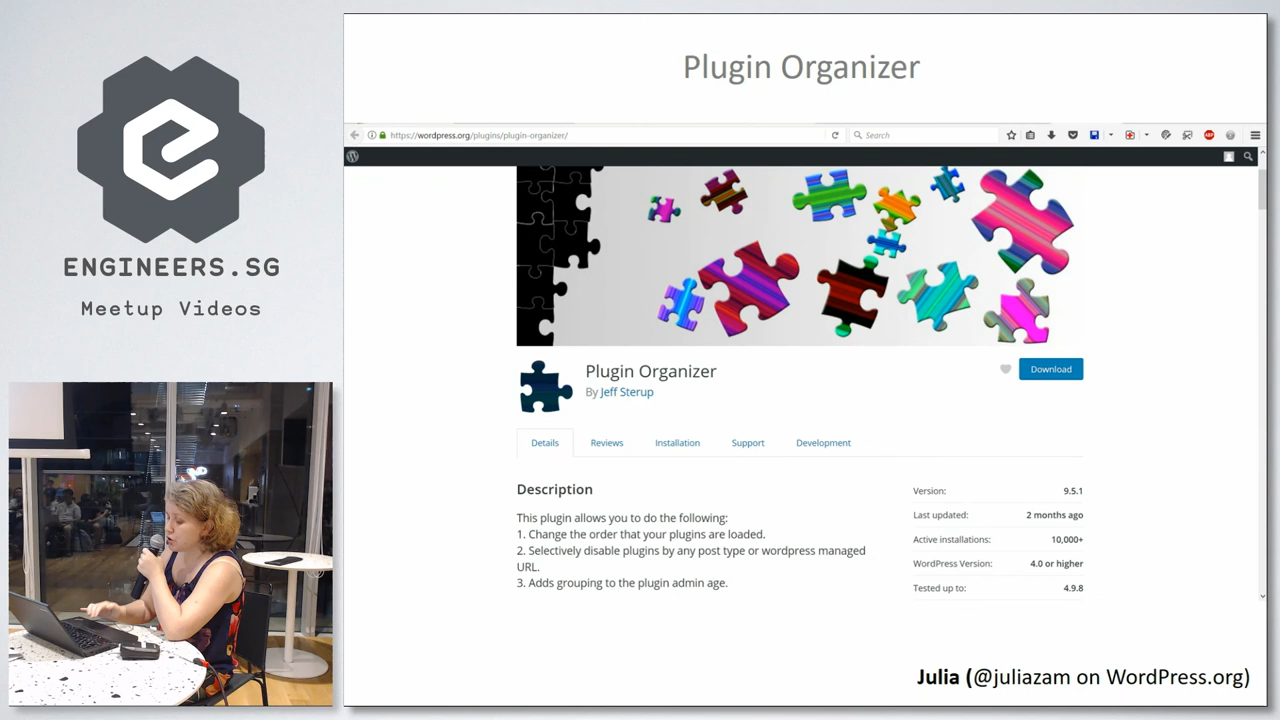 ENGINEERS.SG
Meetup Videos
Plugin Organizer
https://wordpress.org/plugins/plugin-organizer/
Search
ABP
Plugin Organizer
By Jeff Sterup
Download
Details
Reviews
Installation
Support
Development
Description
This plugin allows you to do the following:
1. Change the order that your plugins are loaded.
2. Selectively disable plugins by any post type or wordpress managed
URL.
3. Adds grouping to the plugin admin age.
Version: 9.5.1
Last updated: 2 months ago
Active installations: 10,000+
WordPress Version: 4.0 or higher
Tested up to: 4.9.8
Julia (@juliazam on WordPress.org)